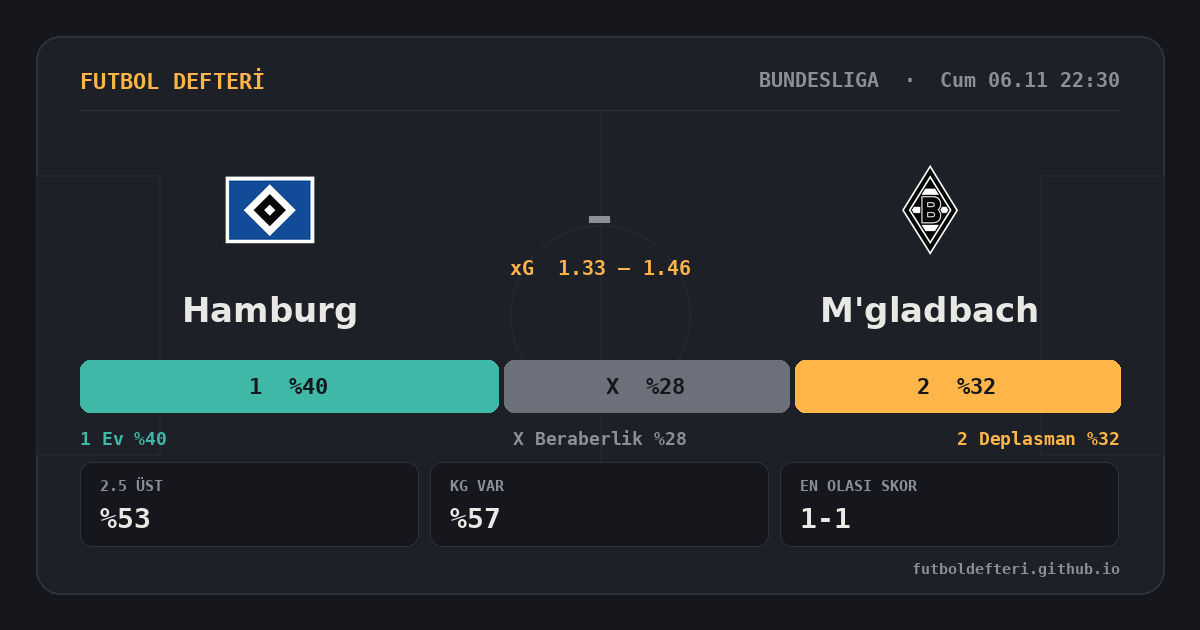 FUTBOL DEFTERİ
BUNDESLIGA · Cum 06.11 22:30
B
–
xG 1.33 – 1.46
Hamburg
M'gladbach
1 %40
X %28
2 %32
1 Ev %40
X Beraberlik %28
2 Deplasman %32
2.5 ÜST
KG VAR
EN OLASI SKOR
%53
%57
1-1
futboldefteri.github.io